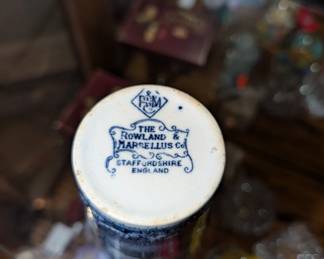 R&M
THE
ROWLAND &
MARSELLUS Co
STAFFORDSHIRE
ENGLAND